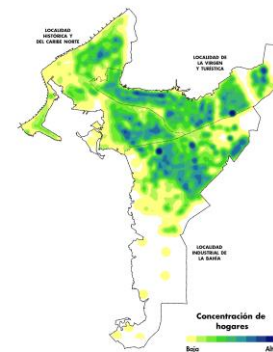 LOCALIDAD
HISTÓRICA Y
DEL CARIBE NORTE
LOCALIDAD DE
LA VIRGEN
Y TURÍSTICA
LOCALIDAD
INDUSTRIAL DE
LA BAHÍA
Concentración de
hogares
Baja
Alta